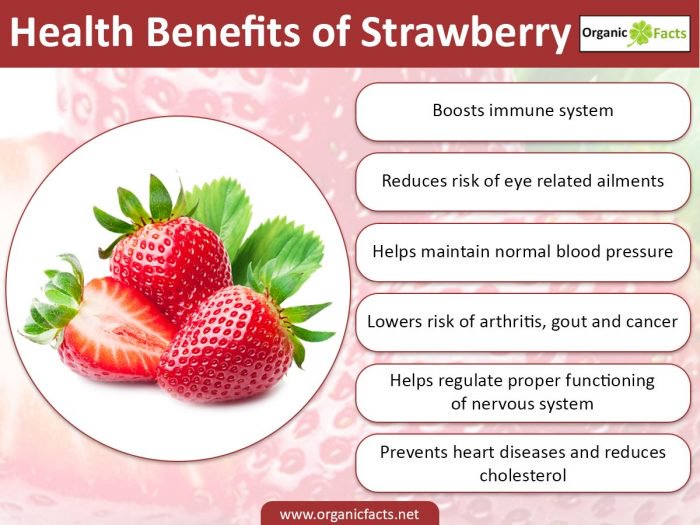 Health Benefits of Strawberry
Organic Facts
Boosts immune system
Reduces risk of eye related ailments
Helps maintain normal blood pressure
Lowers risk of arthritis, gout and cancer
Helps regulate proper functioning
of nervous system
Prevents heart diseases and reduces
cholesterol
www.organicfacts.net